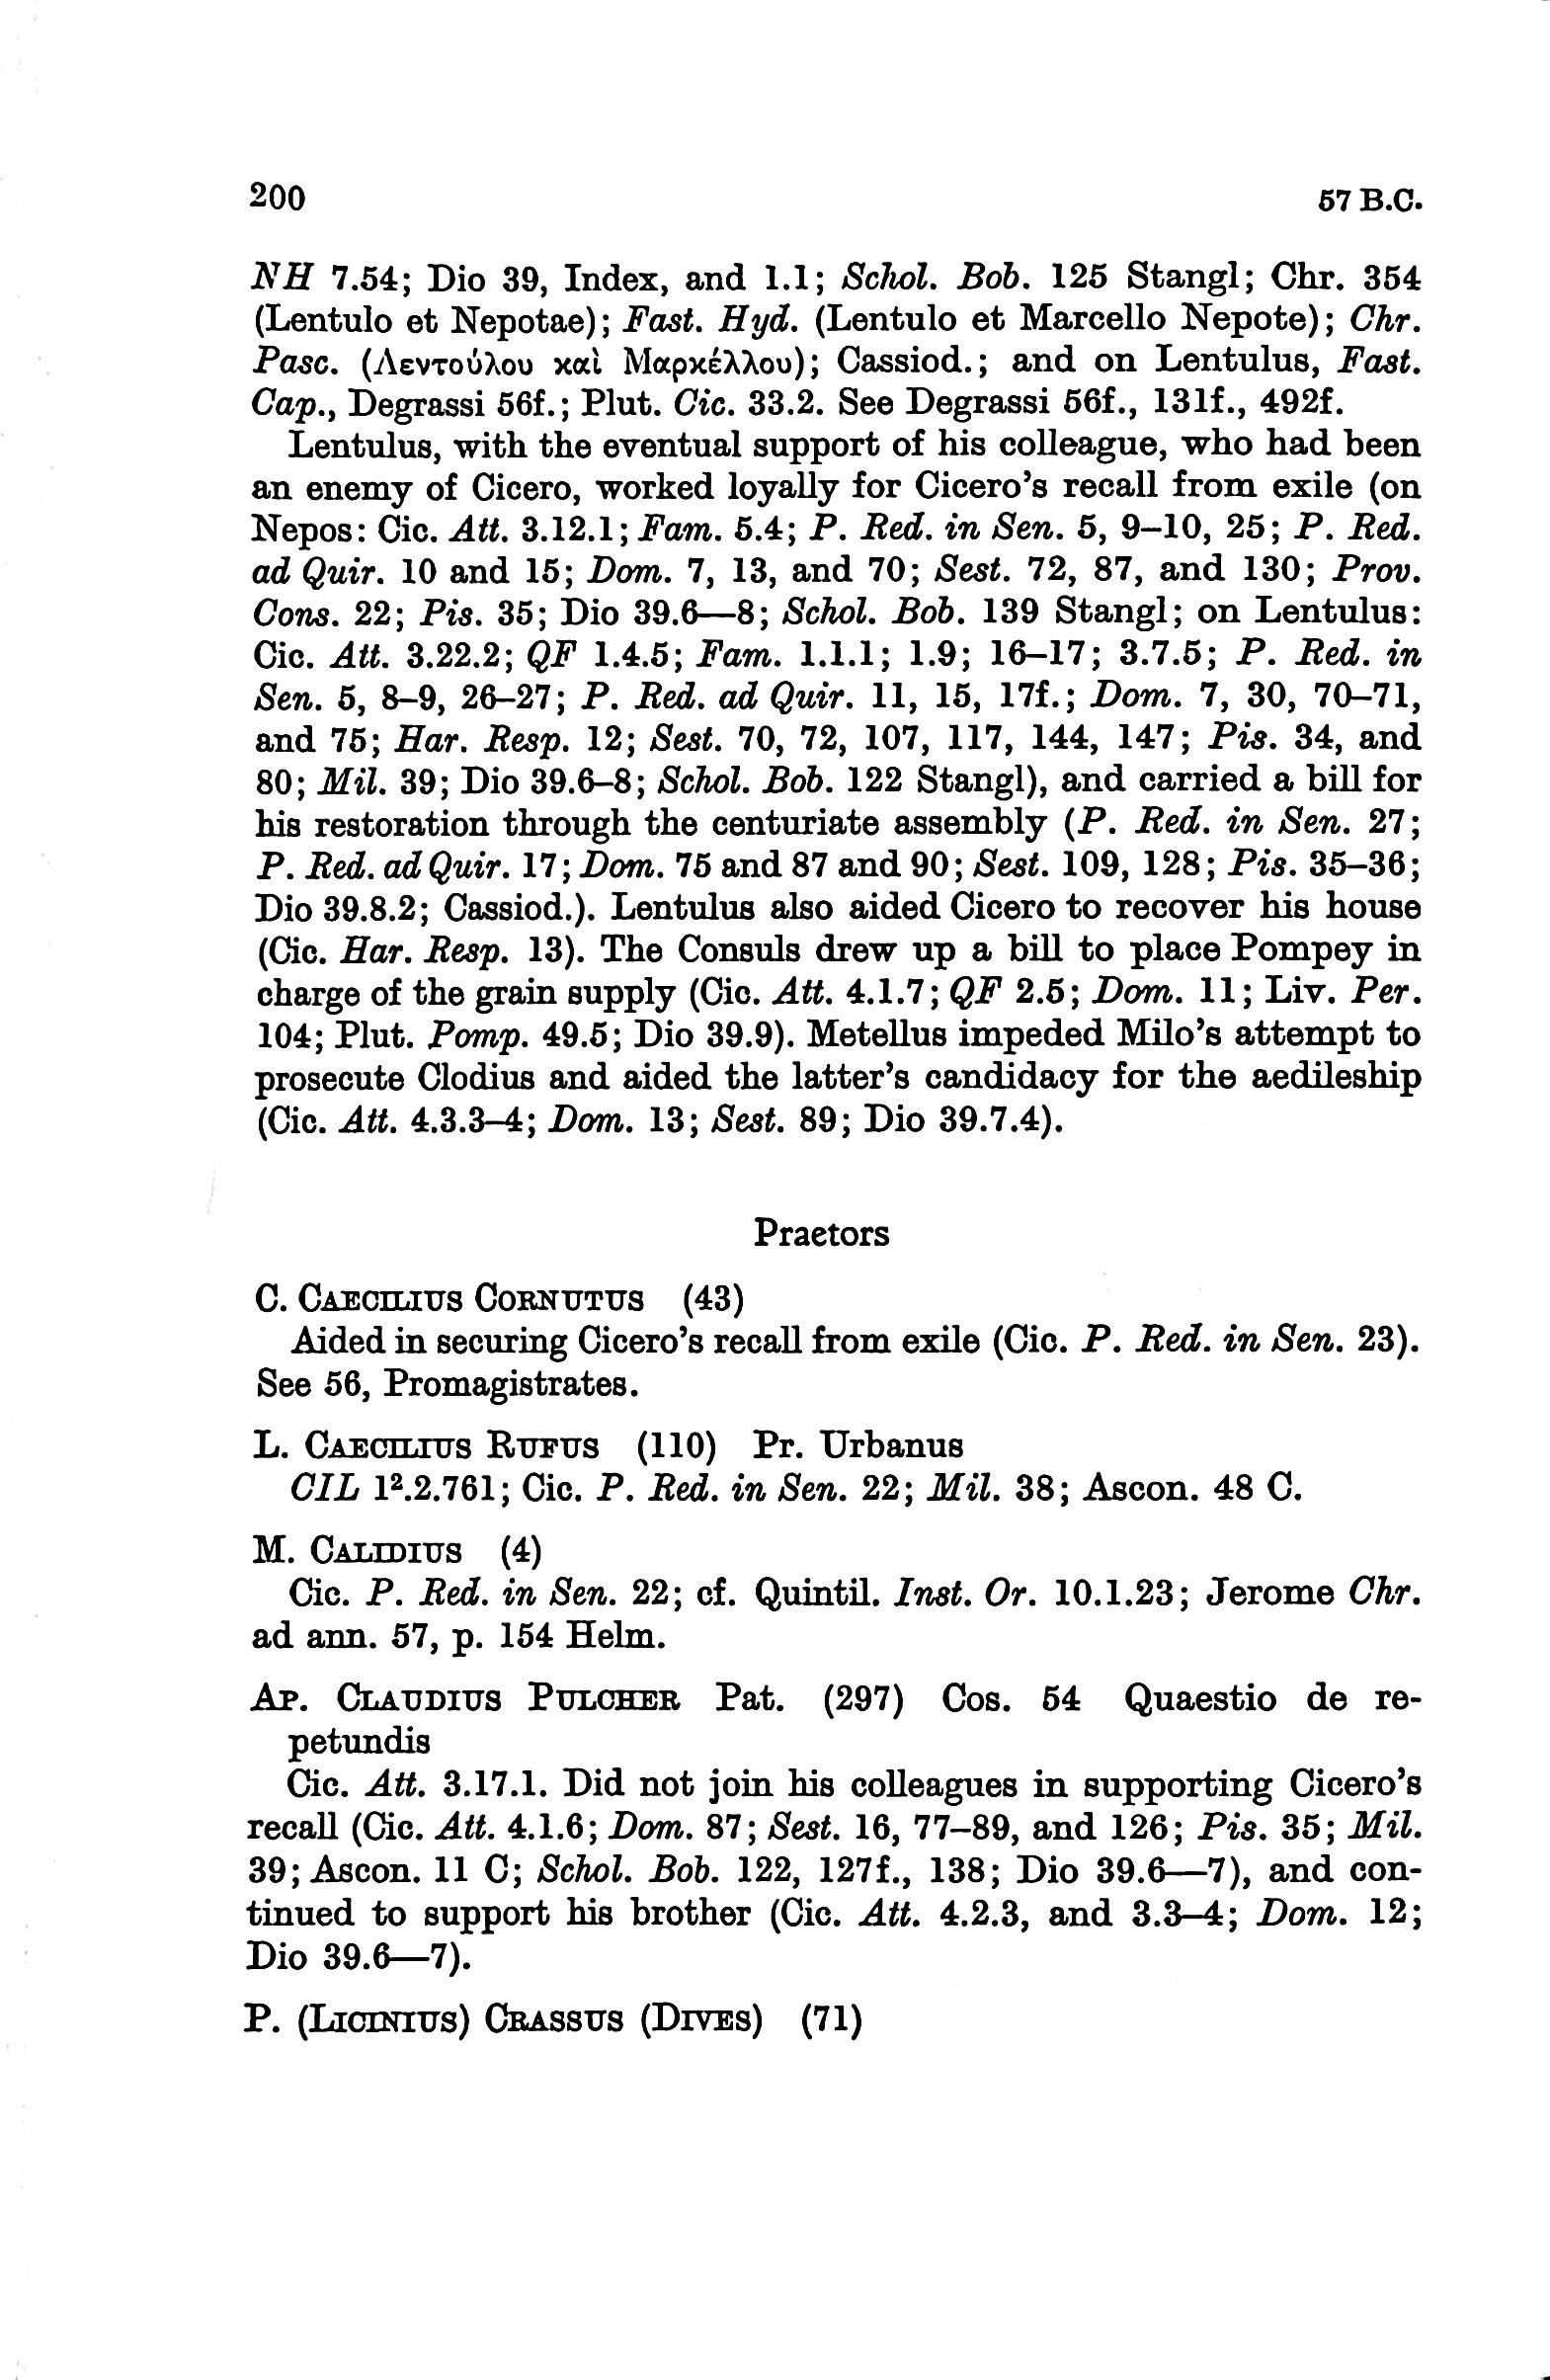 200 57 B.C.
NH 7.54; Dio 39, Index, and 1.1; Schol. Bob. 125 Stangl; Chr. 354
(Lentulo et Nepotae); Fast. Hyd. (Lentulo et Marcello Nepote); Chr.
Pasc. (Λεντούλου καὶ Μαρκέλλου); Cassiod.; and on Lentulus, Fast.
Cap., Degrassi 56f.; Plut. Cic. 33.2. See Degrassi 56f., 131f., 492f.
Lentulus, with the eventual support of his colleague, who had been
an enemy of Cicero, worked loyally for Cicero's recall from exile (on
Nepos: Cic. Att. 3.12.1; Fam. 5.4; P. Red. in Sen. 5, 9–10, 25; P. Red.
ad Quir. 10 and 15; Dom. 7, 13, and 70; Sest. 72, 87, and 130; Prov.
Cons. 22; Pis. 35; Dio 39.6—8; Schol. Bob. 139 Stangl; on Lentulus:
Cic. Att. 3.22.2; QF 1.4.5; Fam. 1.1.1; 1.9; 16–17; 3.7.5; P. Red. in
Sen. 5, 8–9, 26–27; P. Red. ad Quir. 11, 15, 17f.; Dom. 7, 30, 70–71,
and 75; Har. Resp. 12; Sest. 70, 72, 107, 117, 144, 147; Pis. 34, and
80; Mil. 39; Dio 39.6–8; Schol. Bob. 122 Stangl), and carried a bill for
his restoration through the centuriate assembly (P. Red. in Sen. 27;
P. Red. ad Quir. 17; Dom. 75 and 87 and 90; Sest. 109, 128; Pis. 35–36;
Dio 39.8.2; Cassiod.). Lentulus also aided Cicero to recover his house
(Cic. Har. Resp. 13). The Consuls drew up a bill to place Pompey in
charge of the grain supply (Cic. Att. 4.1.7; QF 2.5; Dom. 11; Liv. Per.
104; Plut. Pomp. 49.5; Dio 39.9). Metellus impeded Milo's attempt to
prosecute Clodius and aided the latter's candidacy for the aedileship
(Cic. Att. 4.3.3–4; Dom. 13; Sest. 89; Dio 39.7.4).
Praetors
C. CAECILIUS CORNUTUS (43)
Aided in securing Cicero's recall from exile (Cic. P. Red. in Sen. 23).
See 56, Promagistrates.
L. CAECILIUS RUFUS (110) Pr. Urbanus
CIL 1².2.761; Cic. P. Red. in Sen. 22; Mil. 38; Ascon. 48 C.
M. CALIDIUS (4)
Cic. P. Red. in Sen. 22; cf. Quintil. Inst. Or. 10.1.23; Jerome Chr.
ad ann. 57, p. 154 Helm.
AP. CLAUDIUS PULCHER Pat. (297) Cos. 54 Quaestio de re-
petundis
Cic. Att. 3.17.1. Did not join his colleagues in supporting Cicero's
recall (Cic. Att. 4.1.6; Dom. 87; Sest. 16, 77–89, and 126; Pis. 35; Mil.
39; Ascon. 11 C; Schol. Bob. 122, 127f., 138; Dio 39.6—7), and con-
tinued to support his brother (Cic. Att. 4.2.3, and 3.3–4; Dom. 12;
Dio 39.6—7).
P. (LICINIUS) CRASSUS (DIVES) (71)